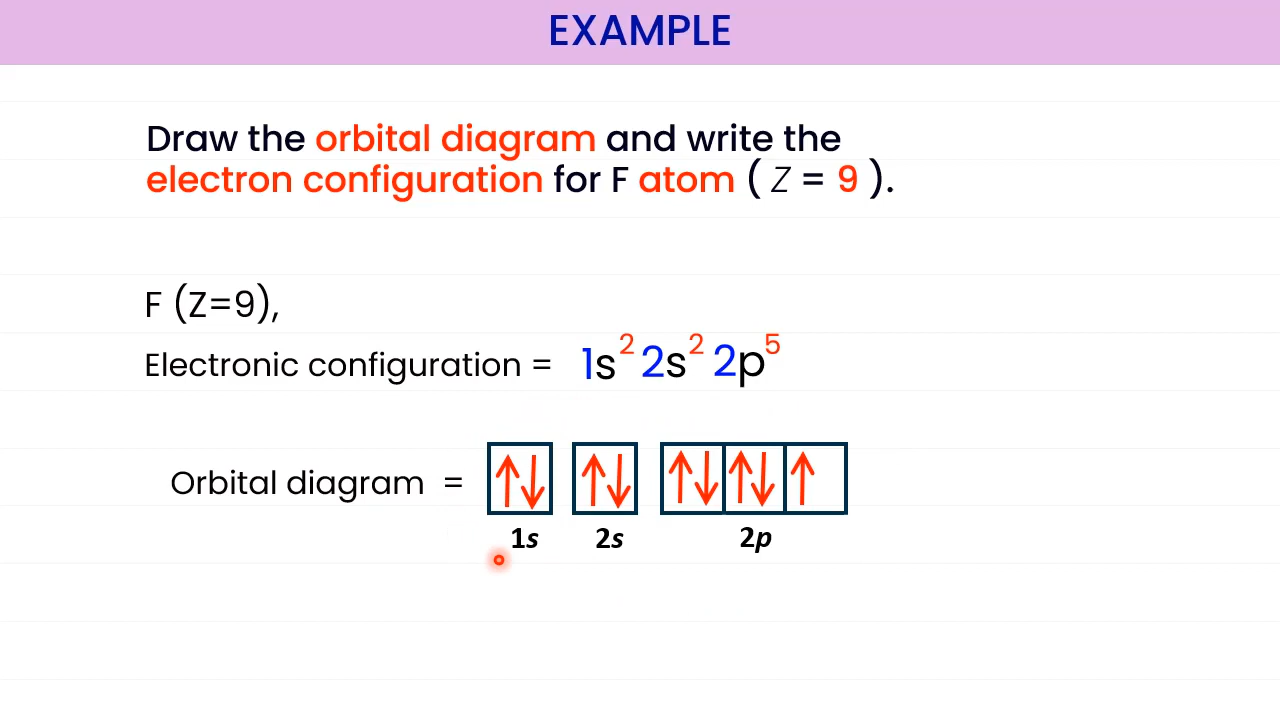 EXAMPLE
Draw the orbital diagram and write the
electron configuration for F atom ( Z = 9 ).
F (Z=9),
Electronic configuration = 1s² 2s² 2p⁵
Orbital diagram =
1s 2s 2p